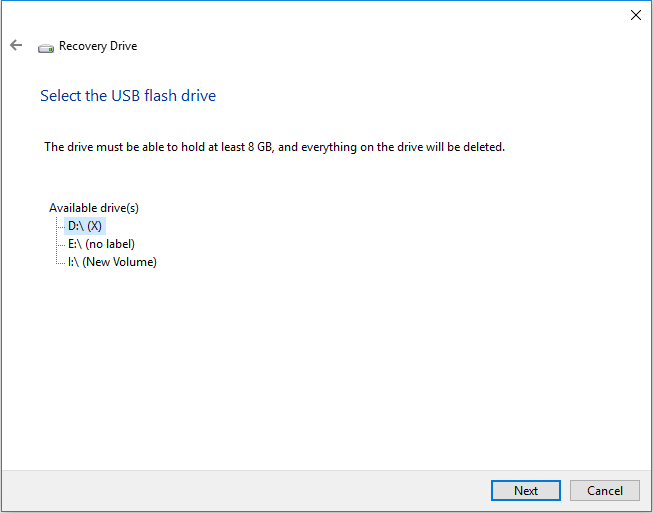 Recovery Drive
Select the USB flash drive
The drive must be able to hold at least 8 GB, and everything on the drive will be deleted.
Available drive(s)
D:\ (X)
E:\ (no label)
I:\ (New Volume)
Next
Cancel